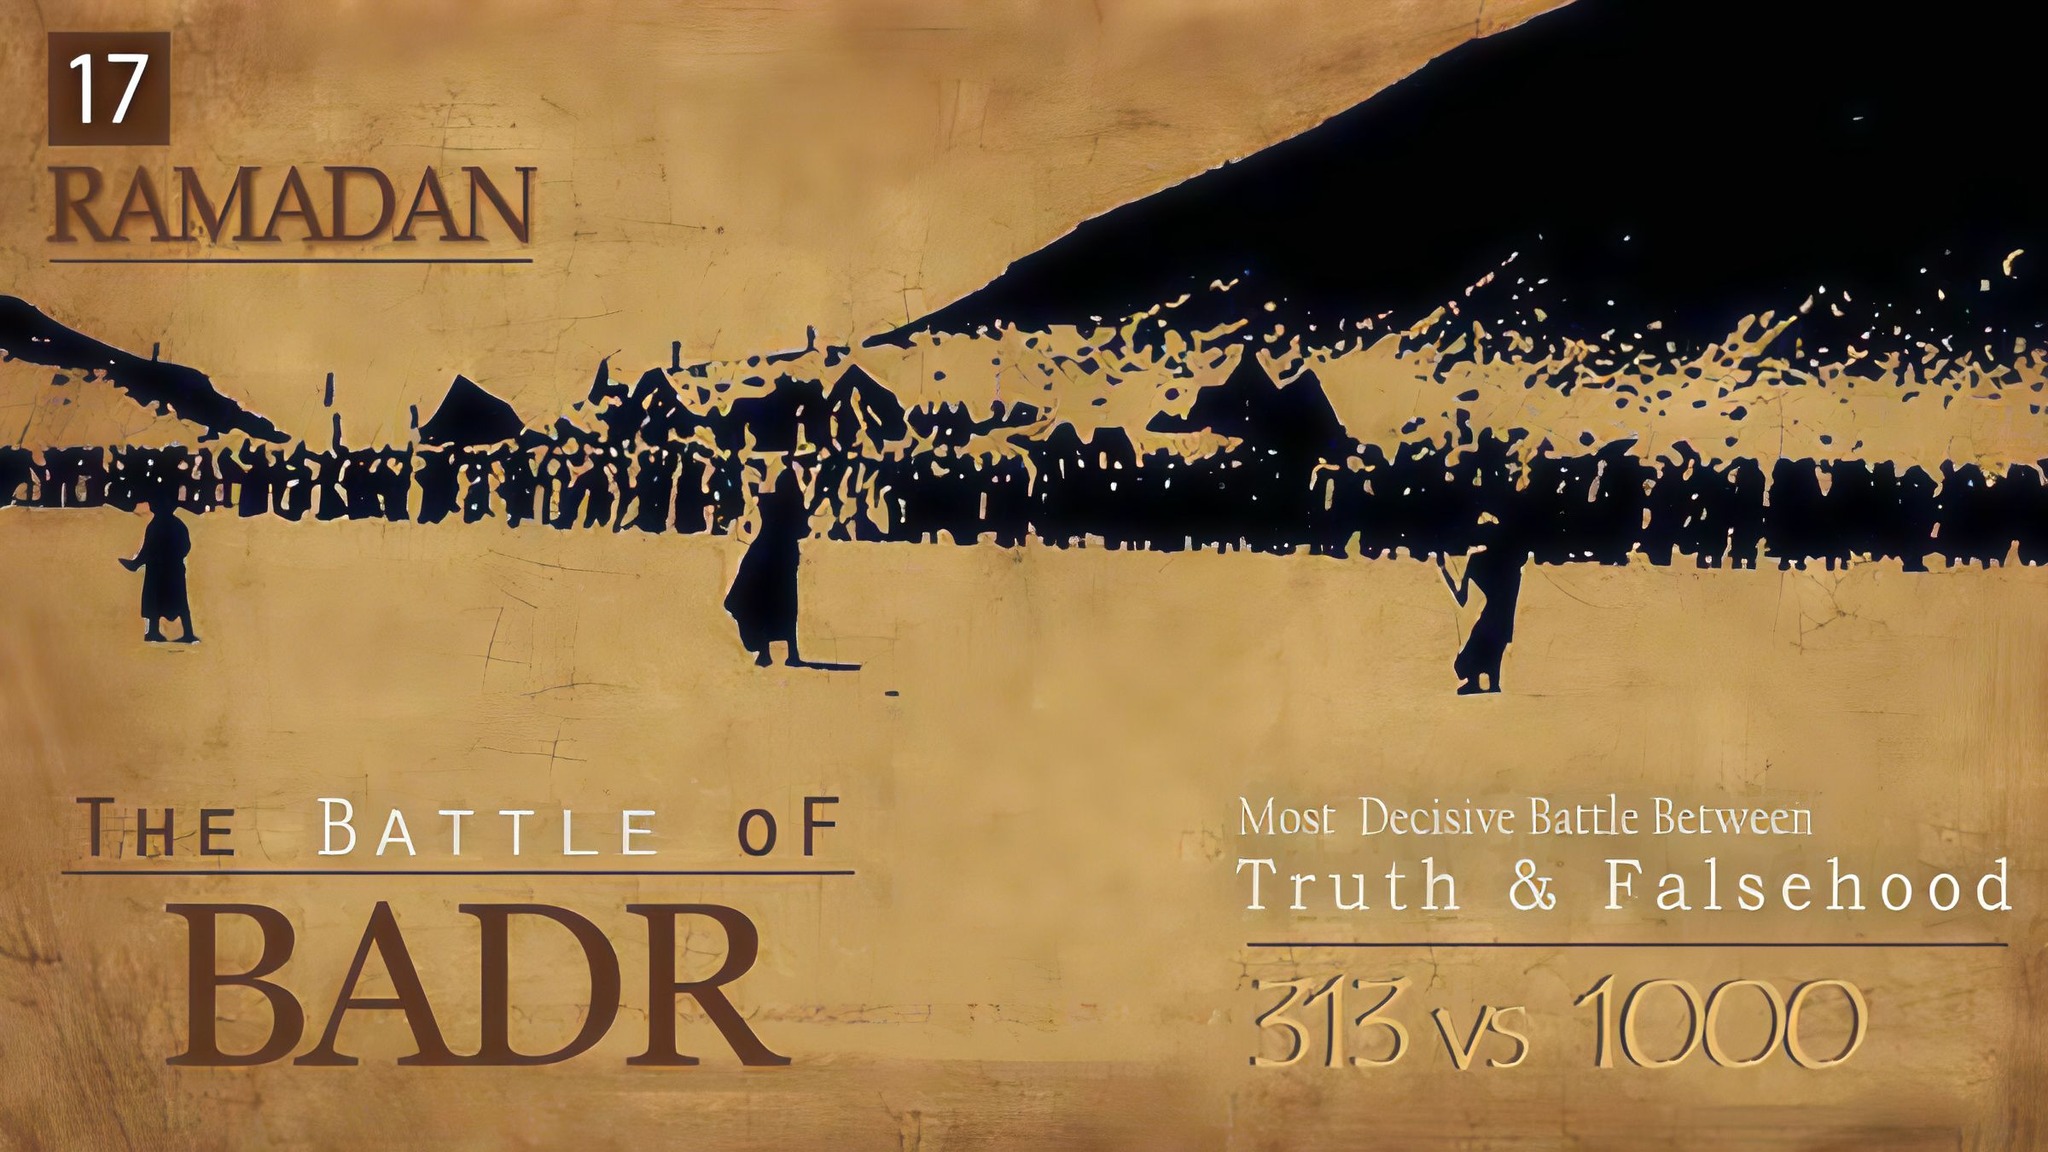 17
RAMADAN
THE BATTLE oF
BADR
Most Decisive Battle Between
Truth & Falsehood
313 vs 1000